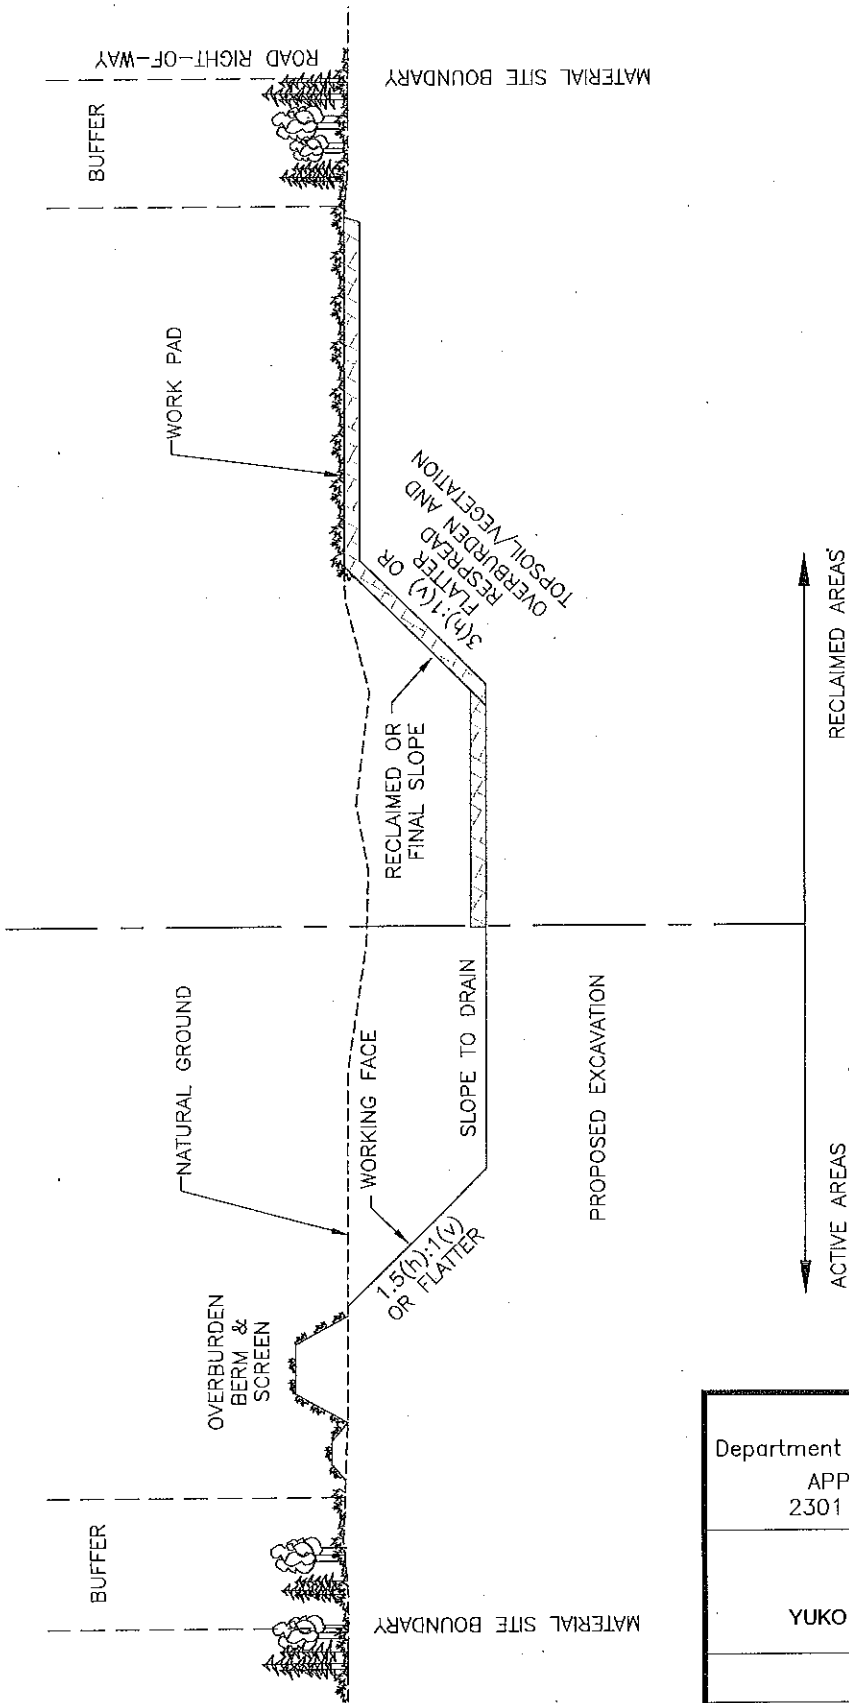 BUFFER
MATERIAL SITE BOUNDARY
OVERBURDEN
BERM &
SCREEN
NATURAL GROUND
WORKING FACE
1.5(h):1(v)
OR FLATTER
SLOPE TO DRAIN
PROPOSED EXCAVATION
ACTIVE AREAS
RECLAIMED OR
FINAL SLOPE
3(h):1(v) OR
FLATTER
RESPREAD
OVERBURDEN AND
TOPSOIL/VEGETATION
WORK PAD
BUFFER
ROAD RIGHT-OF-WAY
MATERIAL SITE BOUNDARY
RECLAIMED AREAS
Department
APP
2301
YUKO